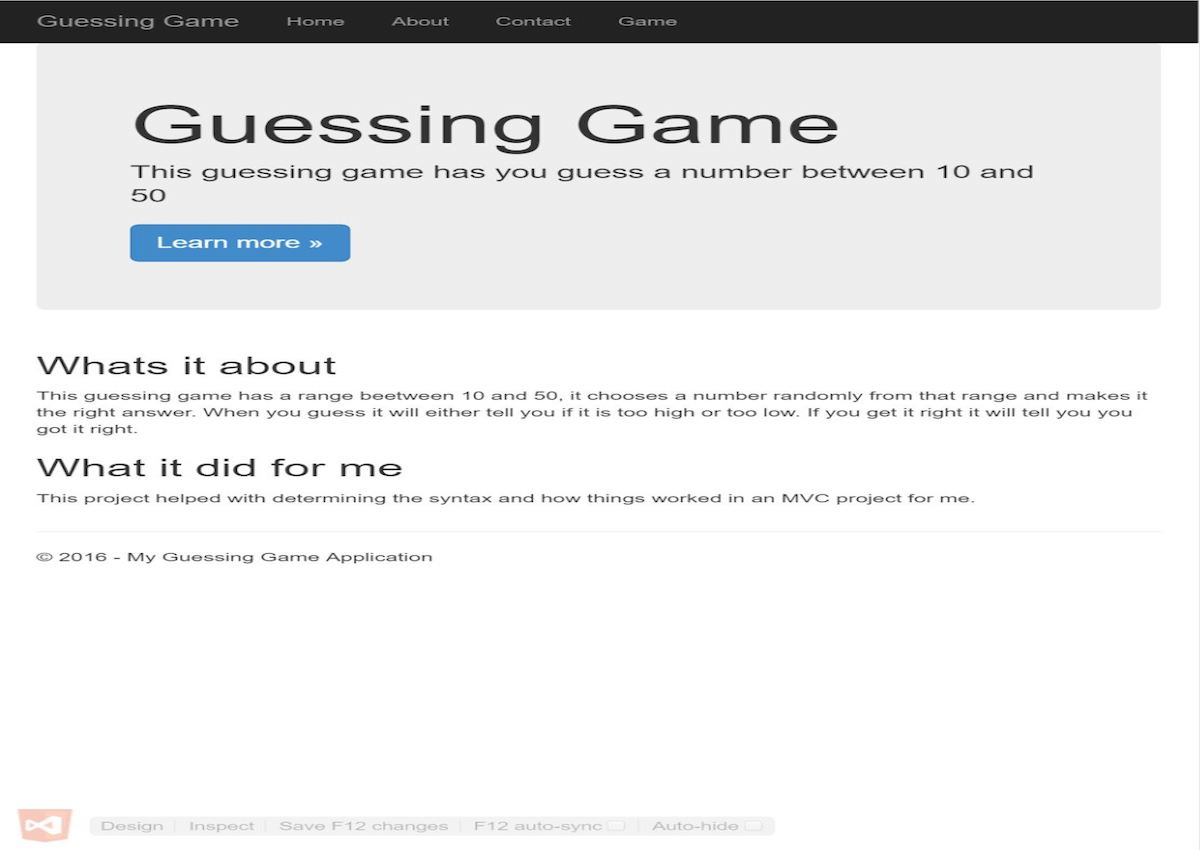 Guessing Game Home About Contact Game
Guessing Game
This guessing game has you guess a number between 10 and
50
Learn more »
Whats it about
This guessing game has a range beetween 10 and 50, it chooses a number randomly from that range and makes it
the right answer. When you guess it will either tell you if it is too high or too low. If you get it right it will tell you you
got it right.
What it did for me
This project helped with determining the syntax and how things worked in an MVC project for me.
© 2016 - My Guessing Game Application
Design Inspect Save F12 changes F12 auto-sync Auto-hide